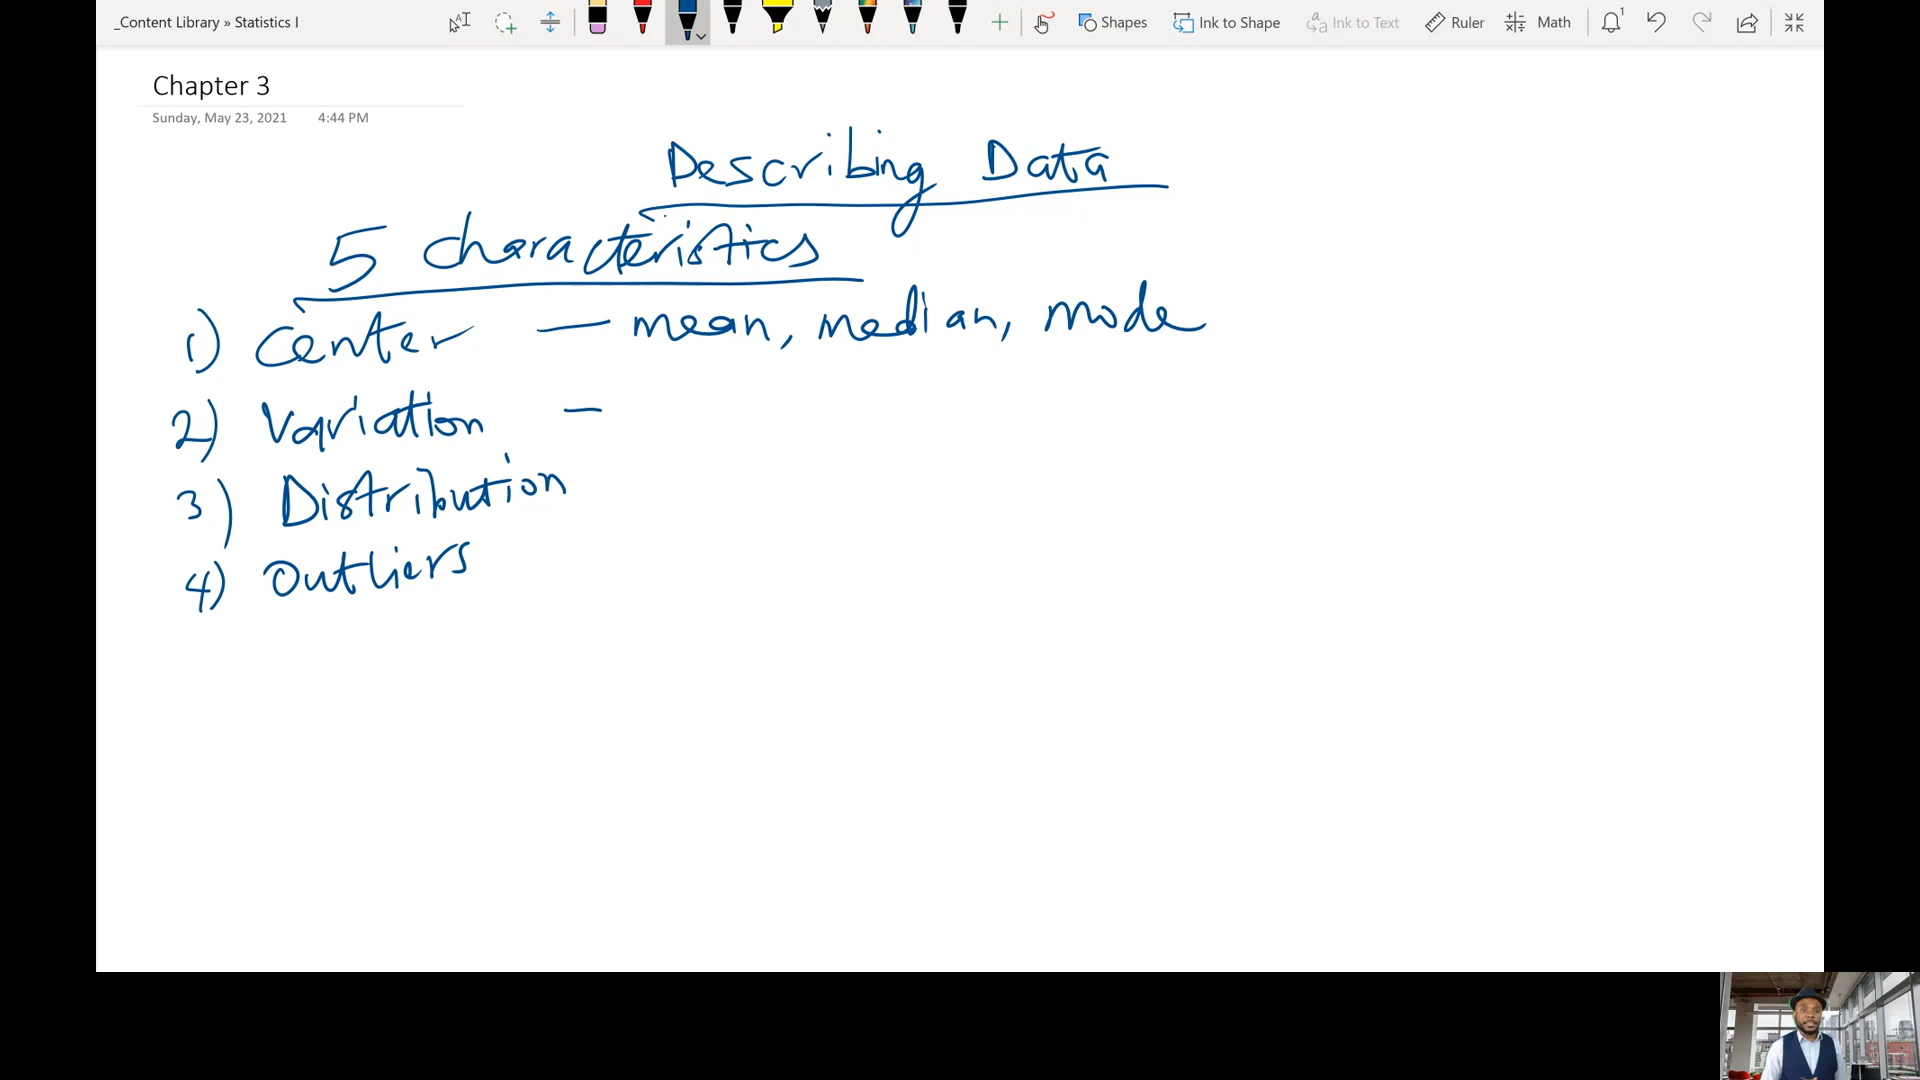 _Content Library » Statistics I
Shapes Ink to Shape Ink to Text Ruler Math 1
Chapter 3
Sunday, May 23, 2021 4:44 PM
Describing Data
5 characteristics
1) Center — mean, median, mode
2) Variation —
3) Distribution
4) Outliers